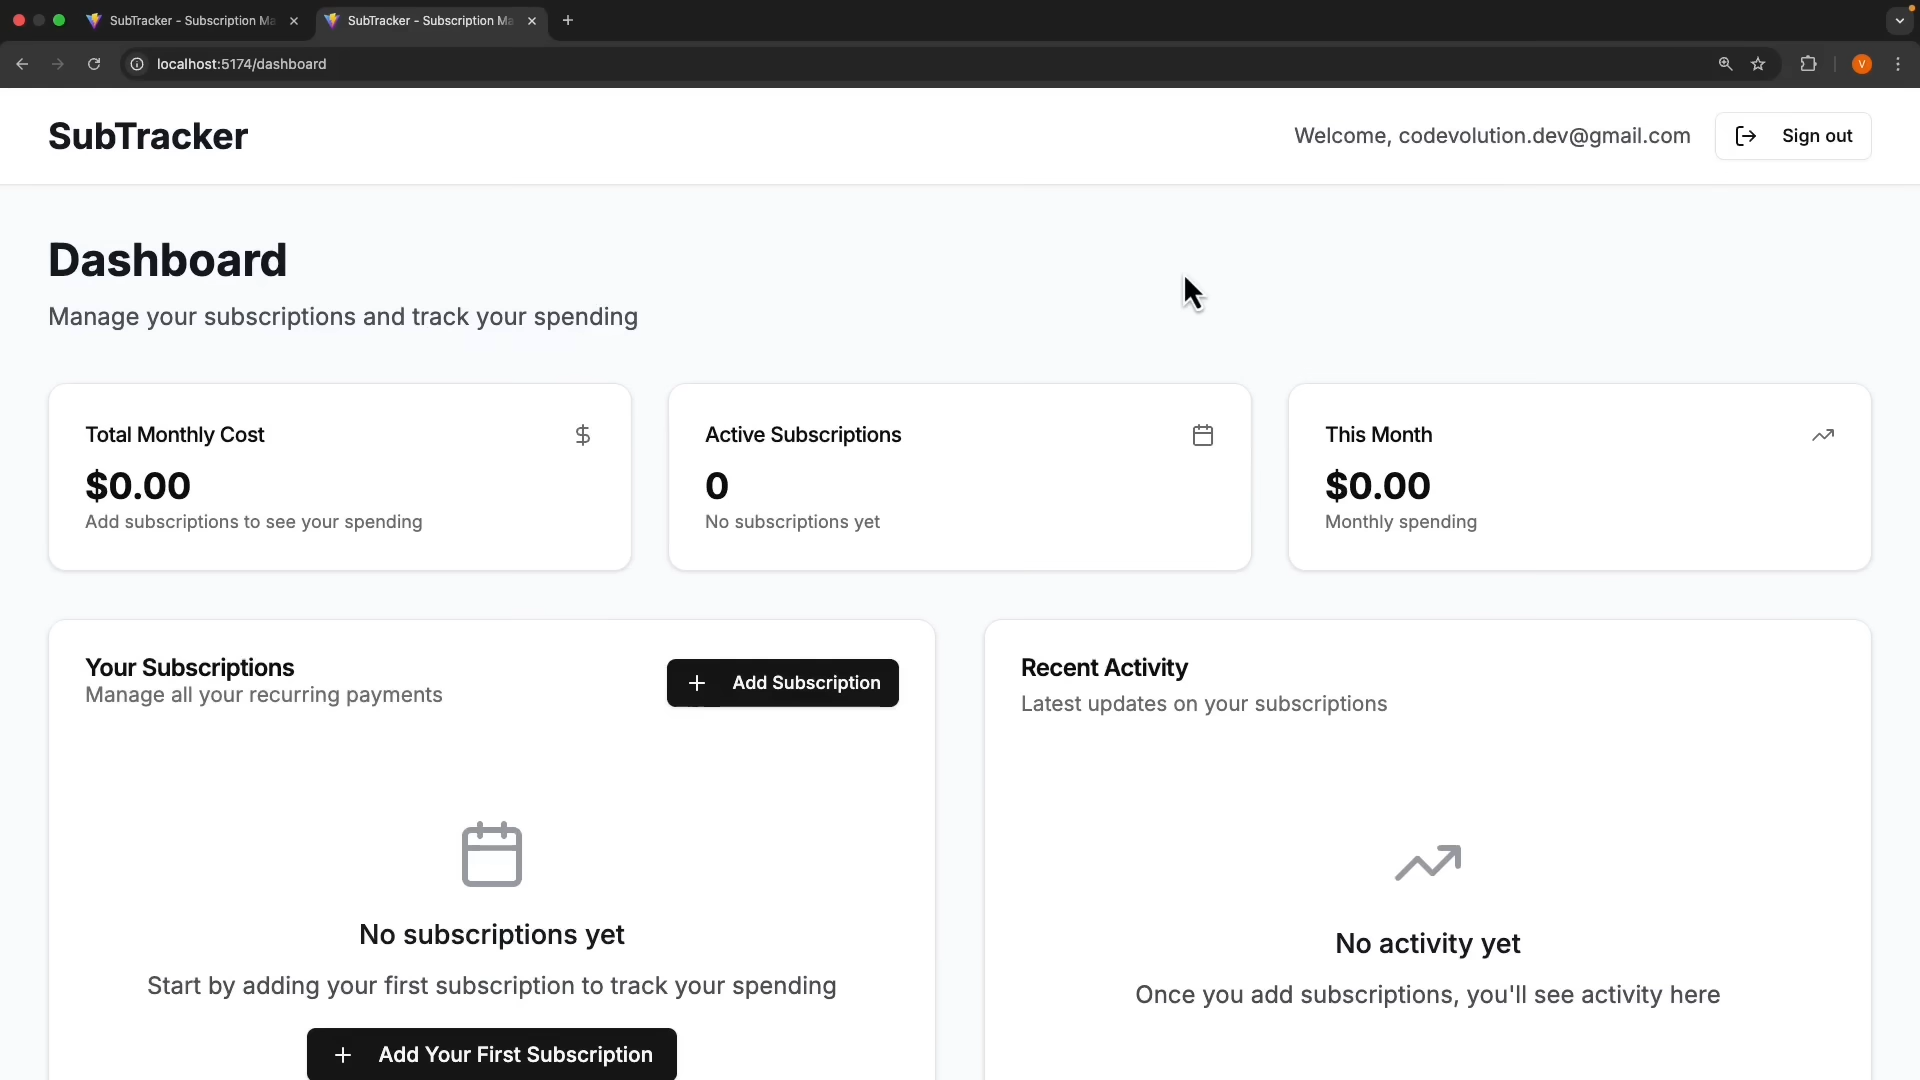 SubTracker - Subscription Ma
SubTracker - Subscription Ma
localhost:5174/dashboard
V
SubTracker
Welcome, codevolution.dev@gmail.com
Sign out
Dashboard
Manage your subscriptions and track your spending
Total Monthly Cost
$
$0.00
Add subscriptions to see your spending
Active Subscriptions
0
No subscriptions yet
This Month
$0.00
Monthly spending
Your Subscriptions
Manage all your recurring payments
+ Add Subscription
No subscriptions yet
Start by adding your first subscription to track your spending
+ Add Your First Subscription
Recent Activity
Latest updates on your subscriptions
No activity yet
Once you add subscriptions, you'll see activity here